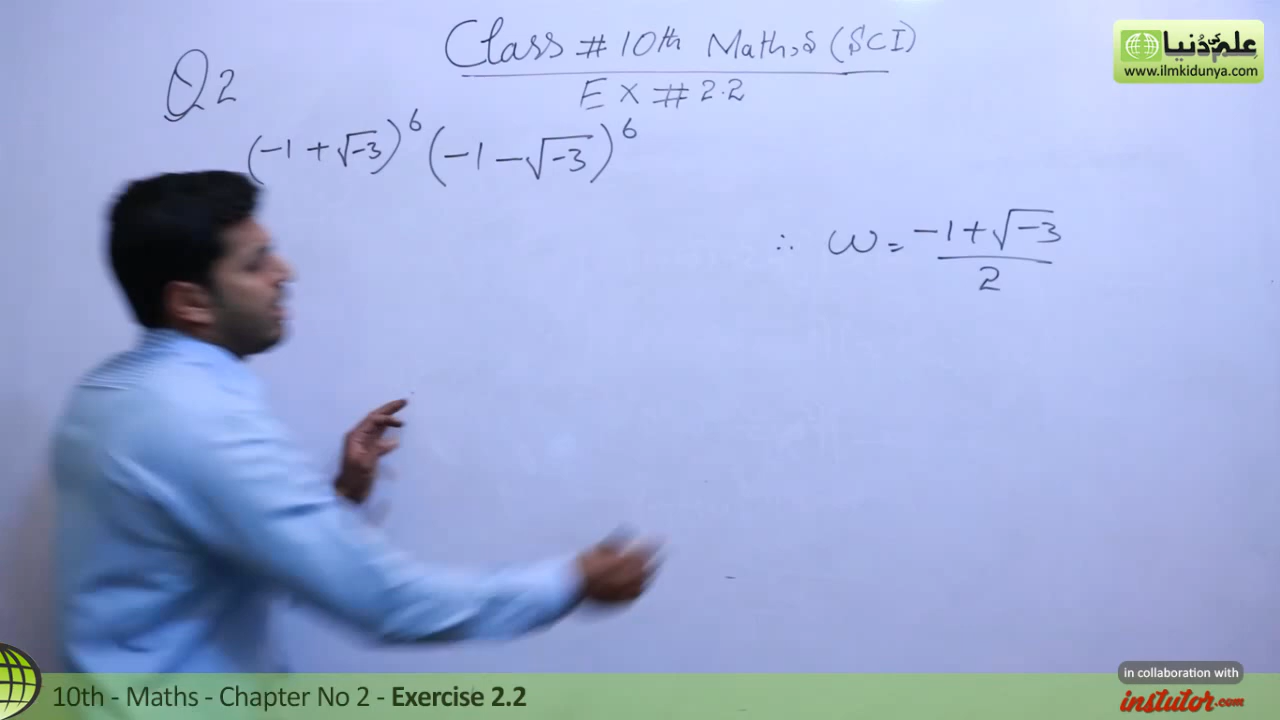 Class # 10th Maths (SCI)
علم کی دُنیا
www.ilmkidunya.com
Q2
EX # 2.2
(-1 + √-3)⁶ (-1 - √-3)⁶
∴ ω = (-1 + √-3)/2
in collaboration with
10th - Maths - Chapter No 2 - Exercise 2.2
instutor.com